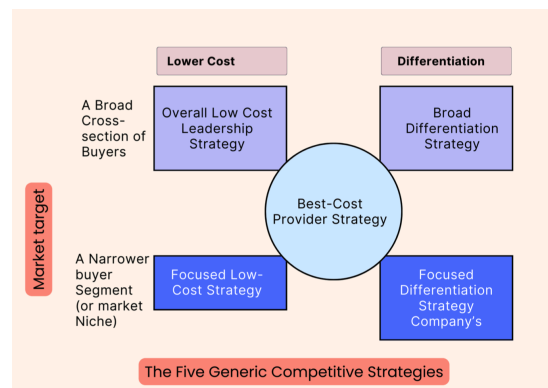 Lower Cost
Differentiation
A Broad
Cross-
section of
Buyers
Overall Low Cost
Leadership
Strategy
Broad
Differentiation
Strategy
Best-Cost
Provider Strategy
Market target
A Narrower
buyer
Segment
(or market
Niche)
Focused Low-
Cost Strategy
Focused
Differentiation
Strategy
Company's
The Five Generic Competitive Strategies